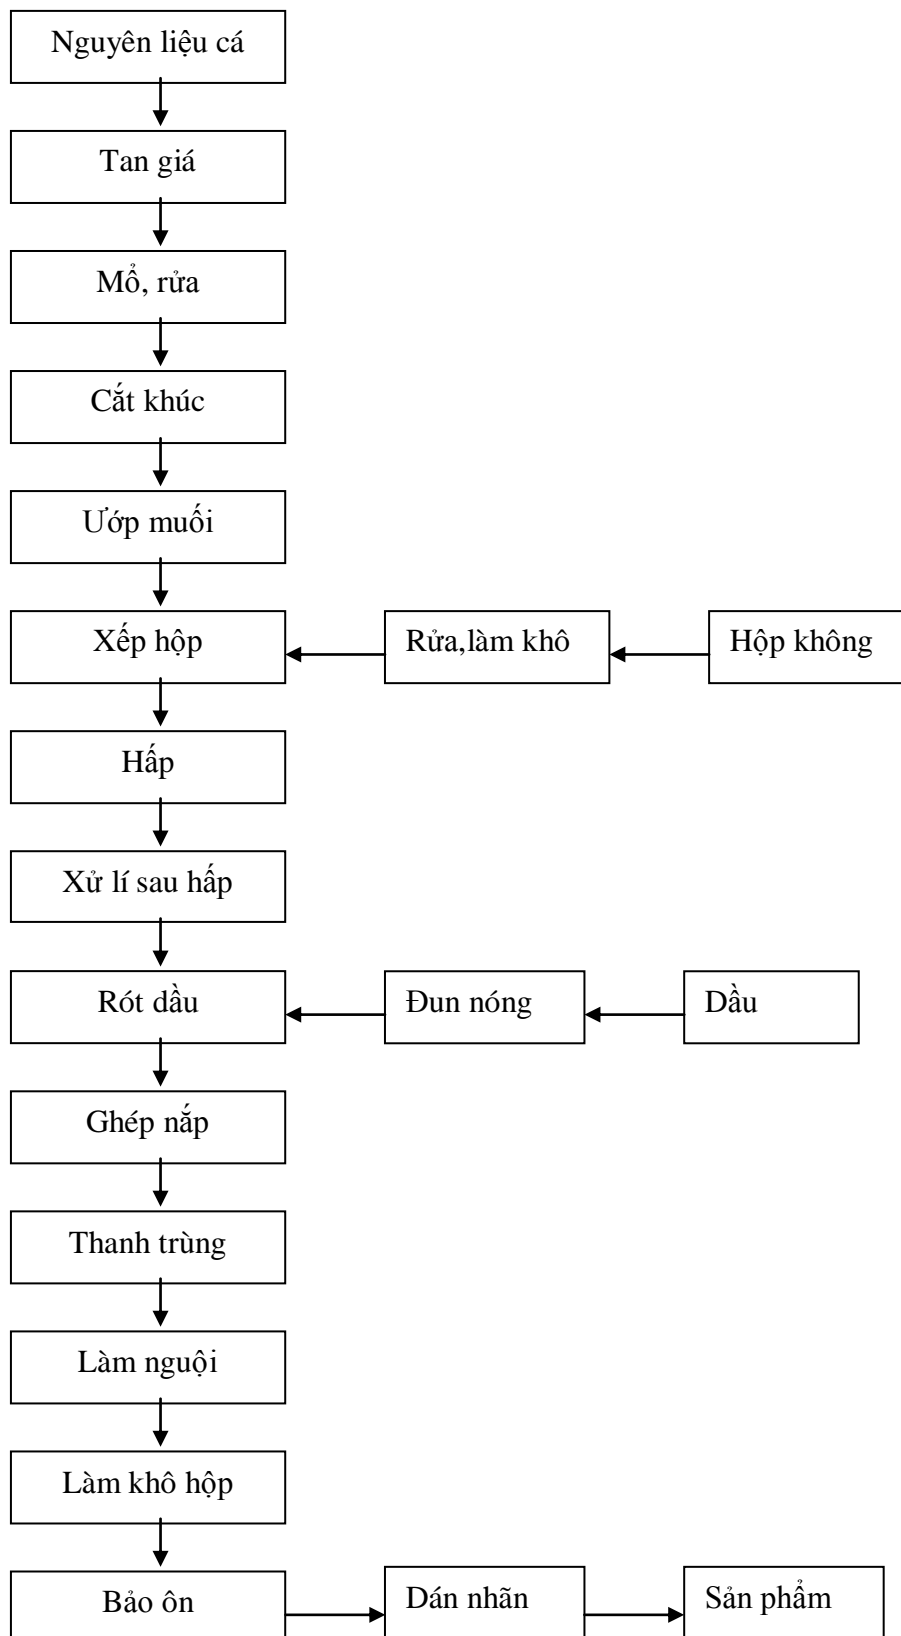 Nguyên liệu cá
Tan giá
Mổ, rửa
Cắt khúc
Ướp muối
Xếp hộp
Rửa,làm khô
Hộp không
Hấp
Xử lí sau hấp
Rót dầu
Đun nóng
Dầu
Ghép nắp
Thanh trùng
Làm nguội
Làm khô hộp
Bảo ôn
Dán nhãn
Sản phẩm